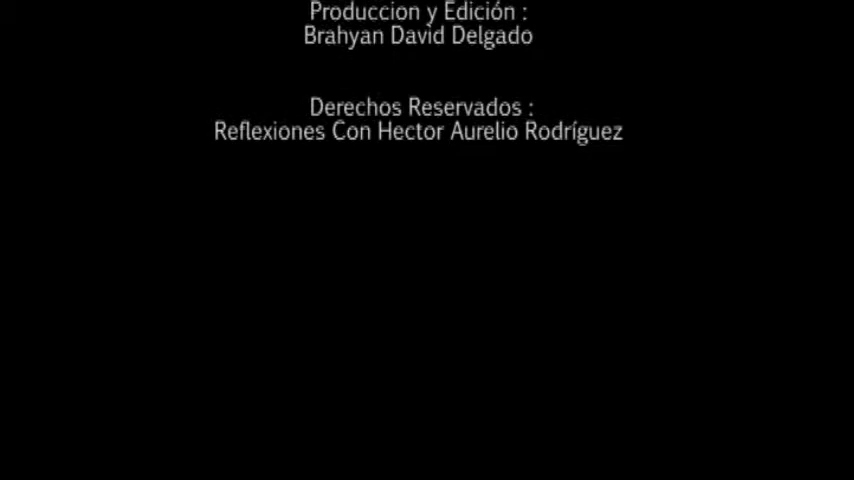 Produccion y Edición :
Brahyan David Delgado
Derechos Reservados :
Reflexiones Con Hector Aurelio Rodríguez